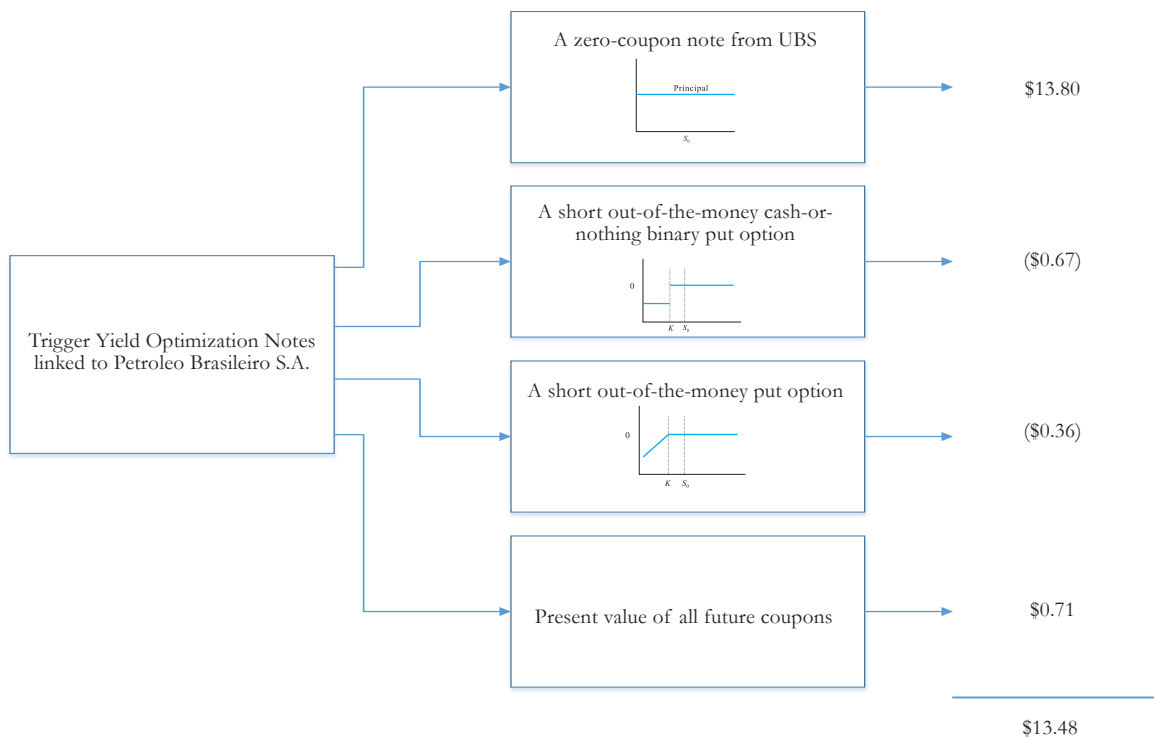 A zero-coupon note from UBS
Principal
S₀
$13.80
A short out-of-the-money cash-or-
nothing binary put option
0
K
S₀
($0.67)
Trigger Yield Optimization Notes
linked to Petroleo Brasileiro S.A.
A short out-of-the-money put option
0
K
S₀
($0.36)
Present value of all future coupons
$0.71
$13.48